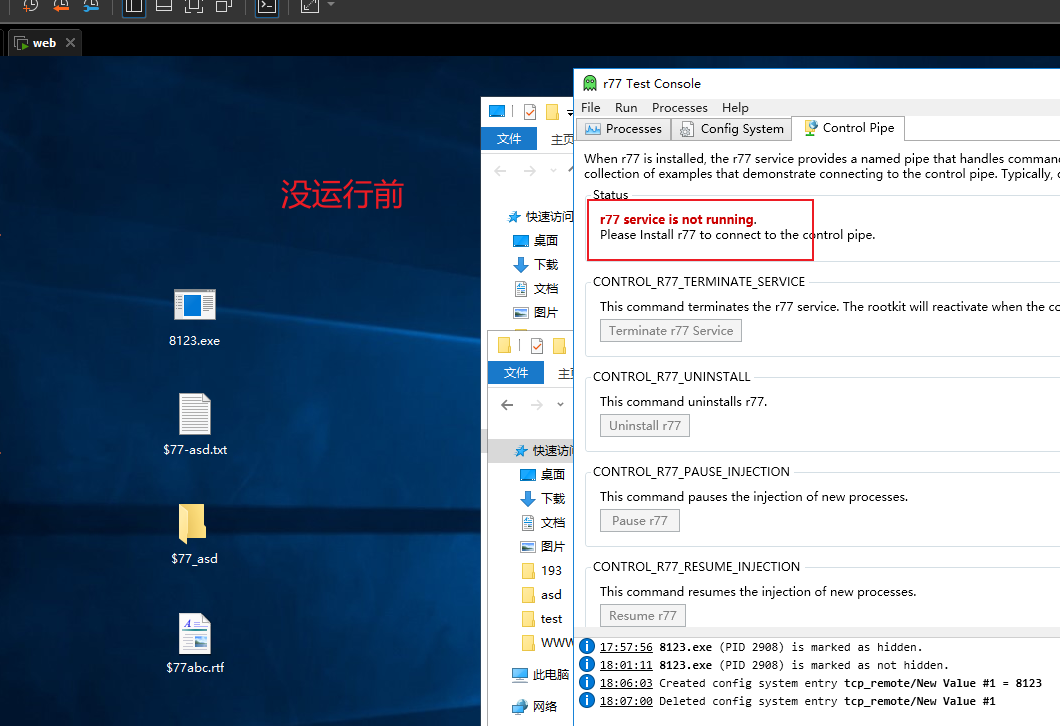 web
没运行前
8123.exe
$77-asd.txt
$77_asd
$77abc.rtf
文件
主页
快速访问
桌面
下载
文档
图片
文件
快速访问
桌面
下载
文档
图片
193
asd
test
WWW
此电脑
网络
r77 Test Console
File Run Processes Help
Processes Config System Control Pipe
When r77 is installed, the r77 service provides a named pipe that handles
collection of examples that demonstrate connecting to the control pipe. Typically,
Status
r77 service is not running.
Please Install r77 to connect to the control pipe.
CONTROL_R77_TERMINATE_SERVICE
This command terminates the r77 service. The rootkit will reactivate when the
Terminate r77 Service
CONTROL_R77_UNINSTALL
This command uninstalls r77.
Uninstall r77
CONTROL_R77_PAUSE_INJECTION
This command pauses the injection of new processes.
Pause r77
CONTROL_R77_RESUME_INJECTION
This command resumes the injection of new processes.
Resume r77
17:57:56 8123.exe (PID 2908) is marked as hidden.
18:01:11 8123.exe (PID 2908) is marked as not hidden.
18:06:03 Created config system entry tcp_remote/New Value #1 = 8123
18:07:00 Deleted config system entry tcp_remote/New Value #1